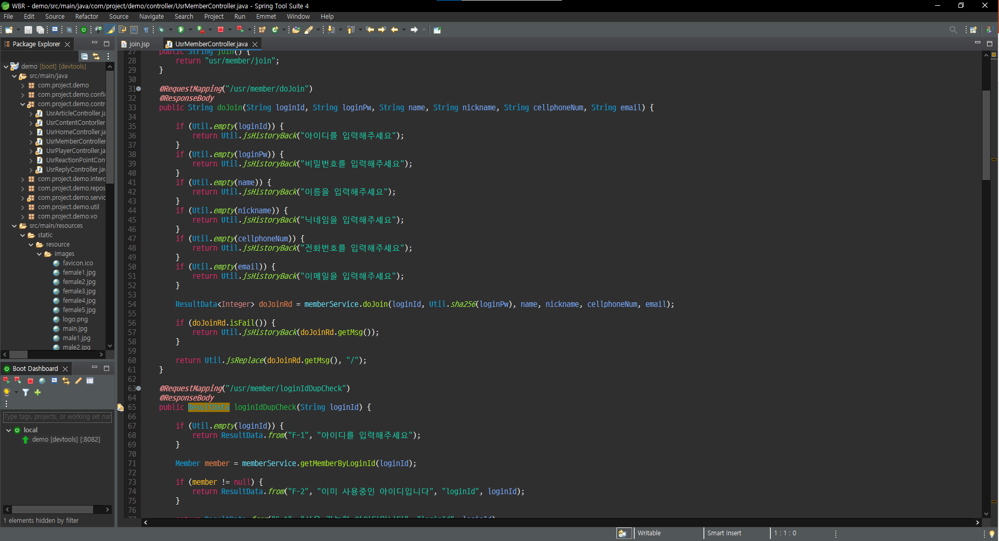 WBR - demo/src/main/java/com/project/demo/controller/UsrMemberController.java - Spring Tool Suite 4
File Edit Source Refactor Source Navigate Search Project Run Emmet Window Help
Package Explorer
demo [boot] [devtools]
src/main/java
com.project.demo
com.project.demo.confi
com.project.demo.contr
UsrArticleController.ja
UsrContentContorller.
UsrHomeController.ja
UsrMemberController
UsrPlayerController.ja
UsrReactionPointCon
UsrReplyController.jav
com.project.demo.interc
com.project.demo.repos
com.project.demo.servic
com.project.demo.util
com.project.demo.vo
src/main/resources
static
resource
images
favicon.ico
female1.jpg
female2.jpg
female3.jpg
female4.jpg
female5.jpg
logo.png
main.jpg
male1.jpg
male2.jpg
Boot Dashboard
Type tags, projects, or working set nar
local
demo [devtools] [:8082]
1 elements hidden by filter
join.jsp UsrMemberController.java
27 public String join() {
28 return "usr/member/join";
29 }
30
31 @RequestMapping("/usr/member/doJoin")
32 @ResponseBody
33 public String doJoin(String loginId, String loginPw, String name, String nickname, String cellphoneNum, String email) {
34
35 if (Util.empty(loginId)) {
36 return Util.jsHistoryBack("아이디를 입력해주세요");
37 }
38 if (Util.empty(loginPw)) {
39 return Util.jsHistoryBack("비밀번호를 입력해주세요");
40 }
41 if (Util.empty(name)) {
42 return Util.jsHistoryBack("이름을 입력해주세요");
43 }
44 if (Util.empty(nickname)) {
45 return Util.jsHistoryBack("닉네임을 입력해주세요");
46 }
47 if (Util.empty(cellphoneNum)) {
48 return Util.jsHistoryBack("전화번호를 입력해주세요");
49 }
50 if (Util.empty(email)) {
51 return Util.jsHistoryBack("이메일을 입력해주세요");
52 }
53
54 ResultData<Integer> doJoinRd = memberService.doJoin(loginId, Util.sha256(loginPw), name, nickname, cellphoneNum, email);
55
56 if (doJoinRd.isFail()) {
57 return Util.jsHistoryBack(doJoinRd.getMsg());
58 }
59
60 return Util.jsReplace(doJoinRd.getMsg(), "/");
61 }
62
63 @RequestMapping("/usr/member/loginIdDupCheck")
64 @ResponseBody
65 public ResultData loginIdDupCheck(String loginId) {
66
67 if (Util.empty(loginId)) {
68 return ResultData.from("F-1", "아이디를 입력해주세요");
69 }
70
71 Member member = memberService.getMemberByLoginId(loginId);
72
73 if (member != null) {
74 return ResultData.from("F-2", "이미 사용중인 아이디입니다", "loginId", loginId);
75 }
76
77 return ResultData.from("S-1", "사용 가능한 아이디입니다", "loginId", loginId)
Writable Smart Insert 1 : 1 : 0